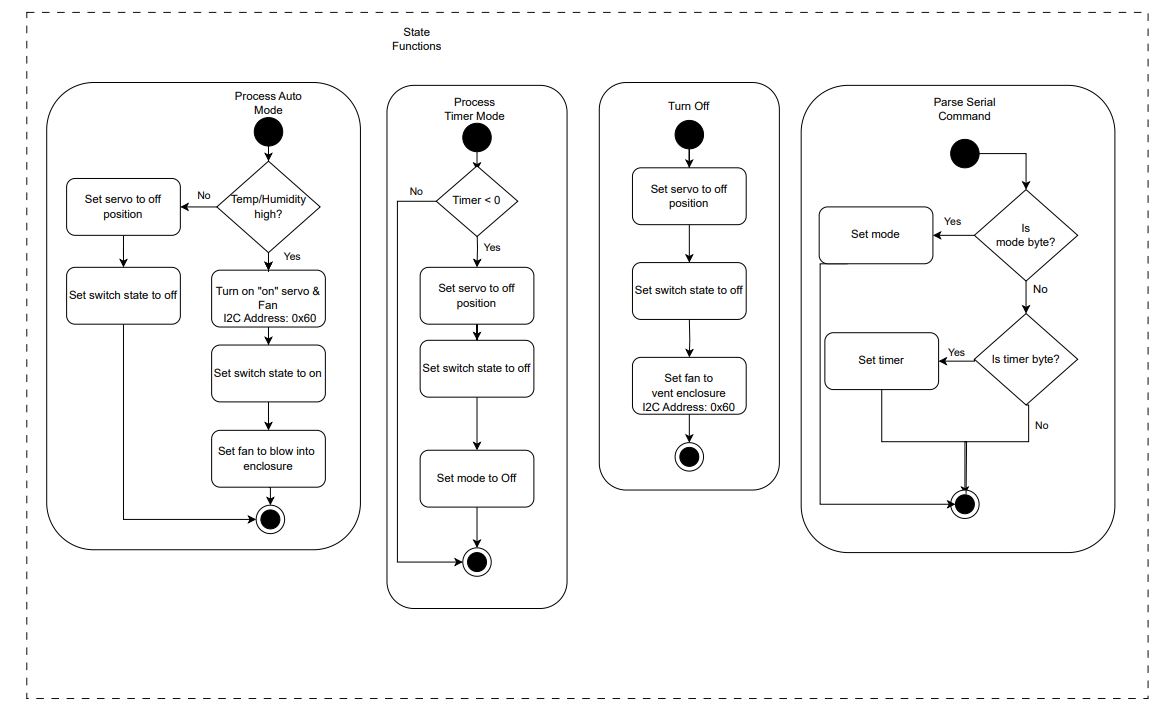 State
Functions
Process Auto
Mode
Temp/Humidity
high?
No
Yes
Set servo to off
position
Set switch state to off
Turn on "on" servo &
Fan
I2C Address: 0x60
Set switch state to on
Set fan to blow into
enclosure
Process
Timer Mode
Timer < 0
No
Yes
Set servo to off
position
Set switch state to off
Set mode to Off
Turn Off
Set servo to off
position
Set switch state to off
Set fan to
vent enclosure
I2C Address: 0x60
Parse Serial
Command
Is
mode byte?
Yes
Set mode
No
Is timer byte?
Yes
Set timer
No